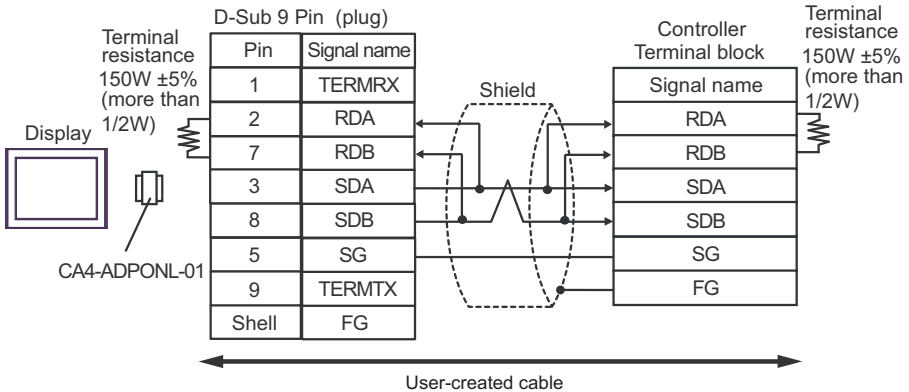 D-Sub 9 Pin (plug)
Terminal
resistance
150W ±5%
(more than
1/2W)
Pin Signal name
1 TERMRX
2 RDA
7 RDB
3 SDA
8 SDB
5 SG
9 TERMTX
Shell FG
Display
CA4-ADPONL-01
Shield
Controller
Terminal block
Signal name
RDA
RDB
SDA
SDB
SG
FG
Terminal
resistance
150W ±5%
(more than
1/2W)
User-created cable